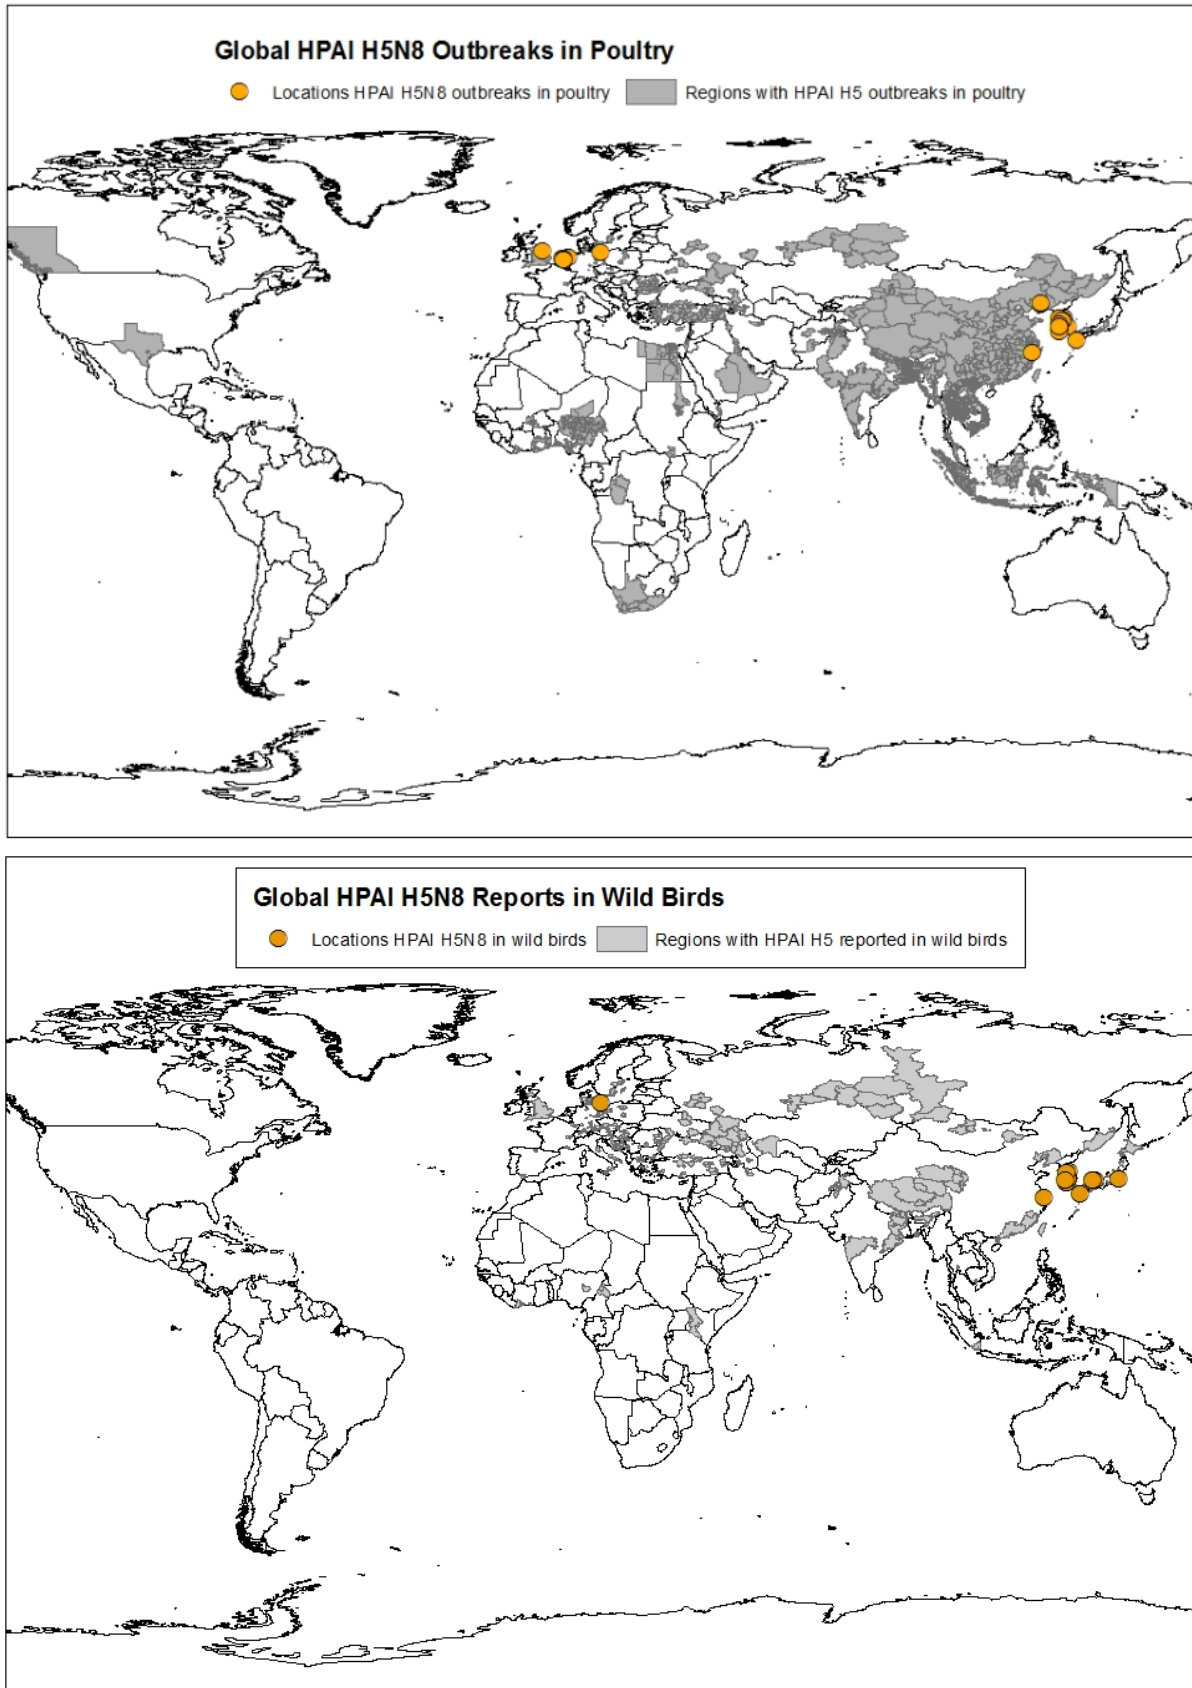 Global HPAI H5N8 Outbreaks in Poultry
Locations HPAI H5N8 outbreaks in poultry Regions with HPAI H5 outbreaks in poultry
Global HPAI H5N8 Reports in Wild Birds
Locations HPAI H5N8 in wild birds Regions with HPAI H5 reported in wild birds